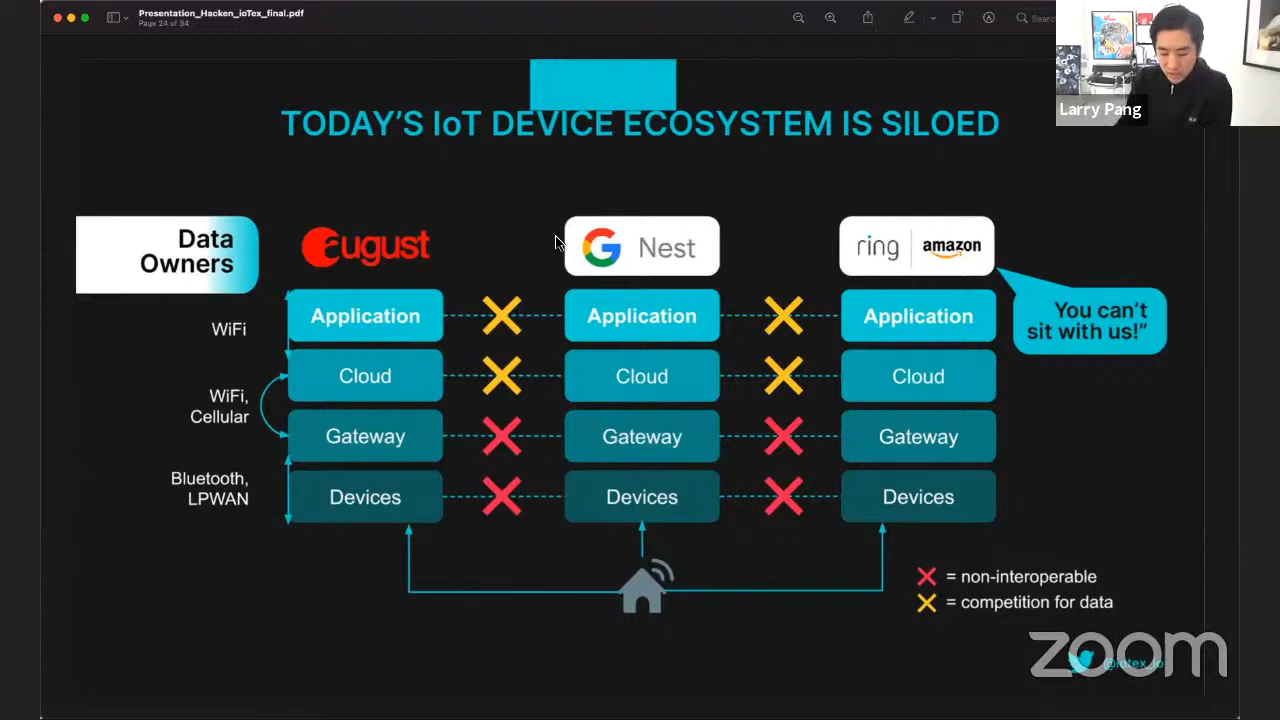 Presentation_Hacken_ioTex_final.pdf
Page 24 of 34
Searc
Larry Pang
TODAY'S IoT DEVICE ECOSYSTEM IS SILOED
Data
Owners
august
G Nest
ring amazon
You can't
sit with us!”
WiFi
Application
Application
Application
Cloud
Cloud
Cloud
WiFi,
Cellular
Gateway
Gateway
Gateway
Bluetooth,
LPWAN
Devices
Devices
Devices
= non-interoperable
= competition for data
zoom
@iotex_io